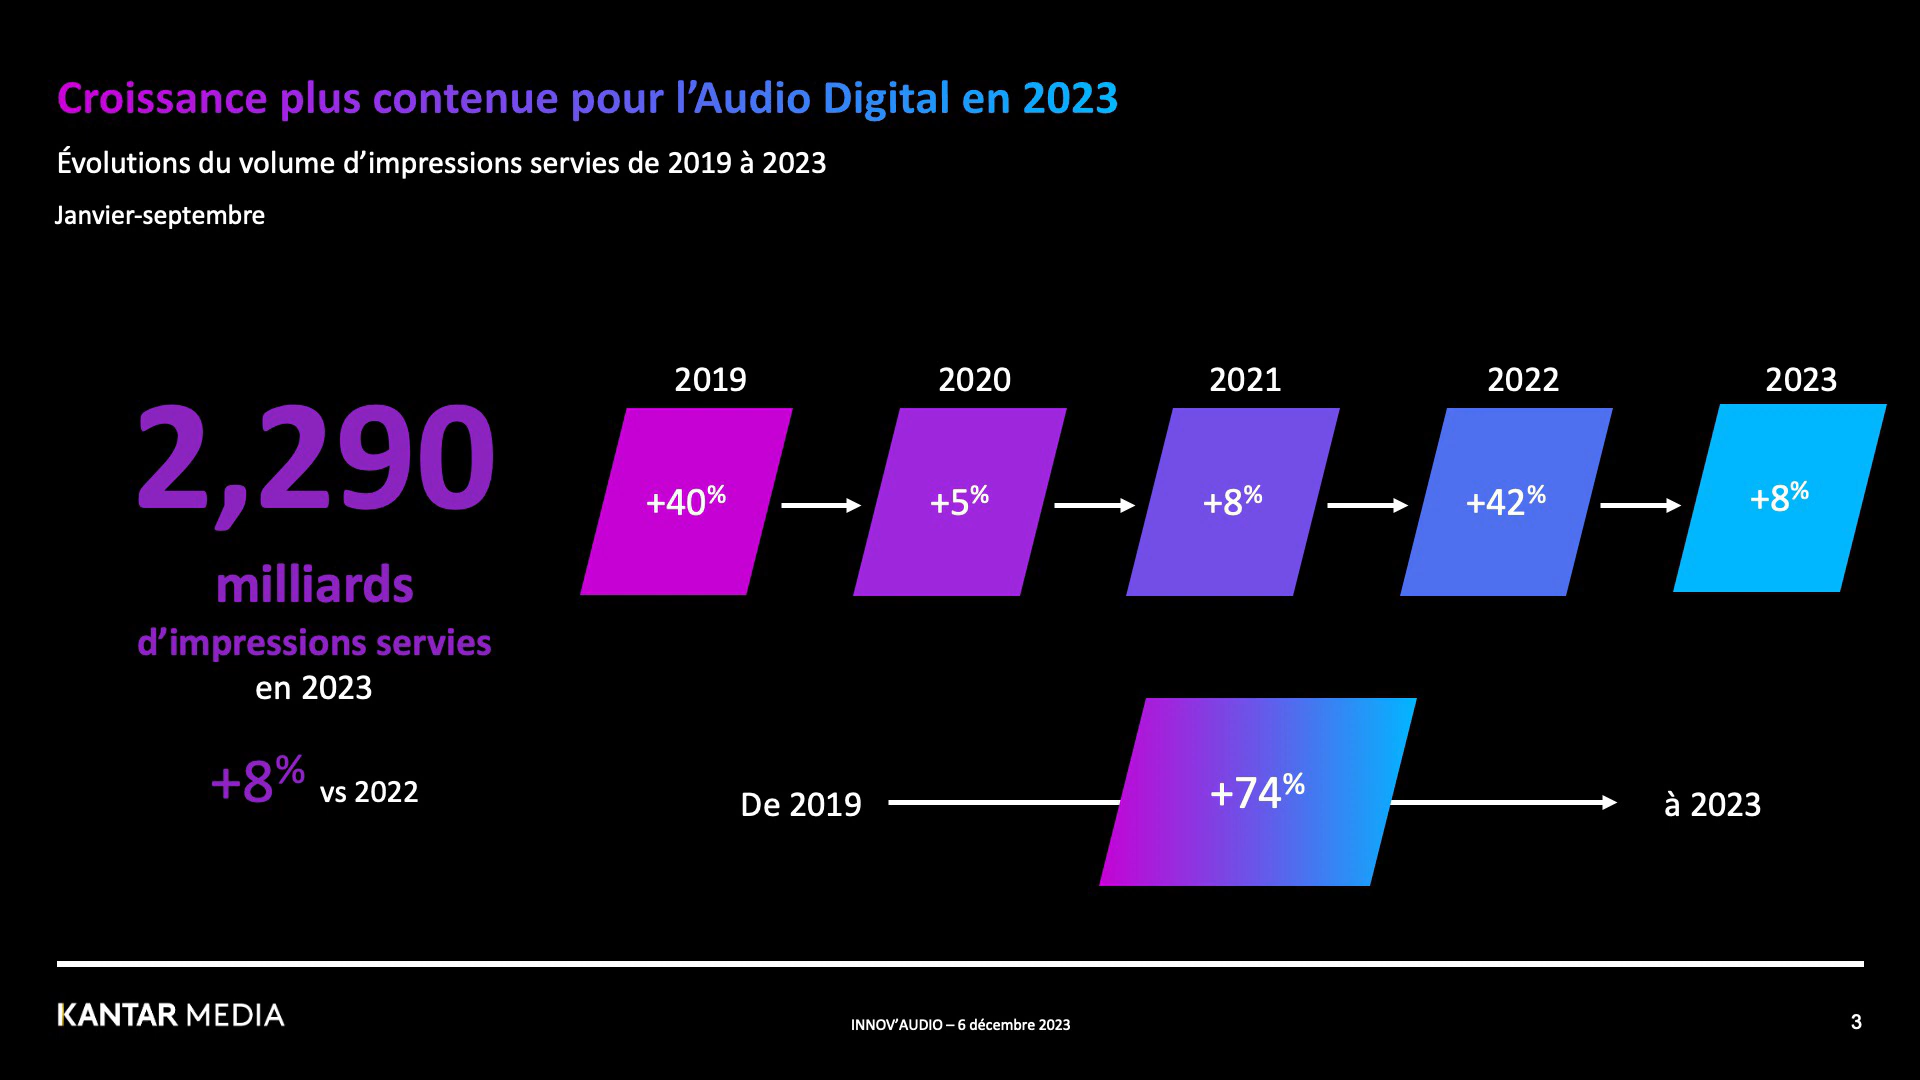 Croissance plus contenue pour l’Audio Digital en 2023
Évolutions du volume d’impressions servies de 2019 à 2023
Janvier-septembre
2,290
milliards
d’impressions servies
en 2023
+8% vs 2022
2019 2020 2021 2022 2023
+40% +5% +8% +42% +8%
De 2019 +74% à 2023
KANTAR MEDIA
INNOV’AUDIO – 6 décembre 2023
3